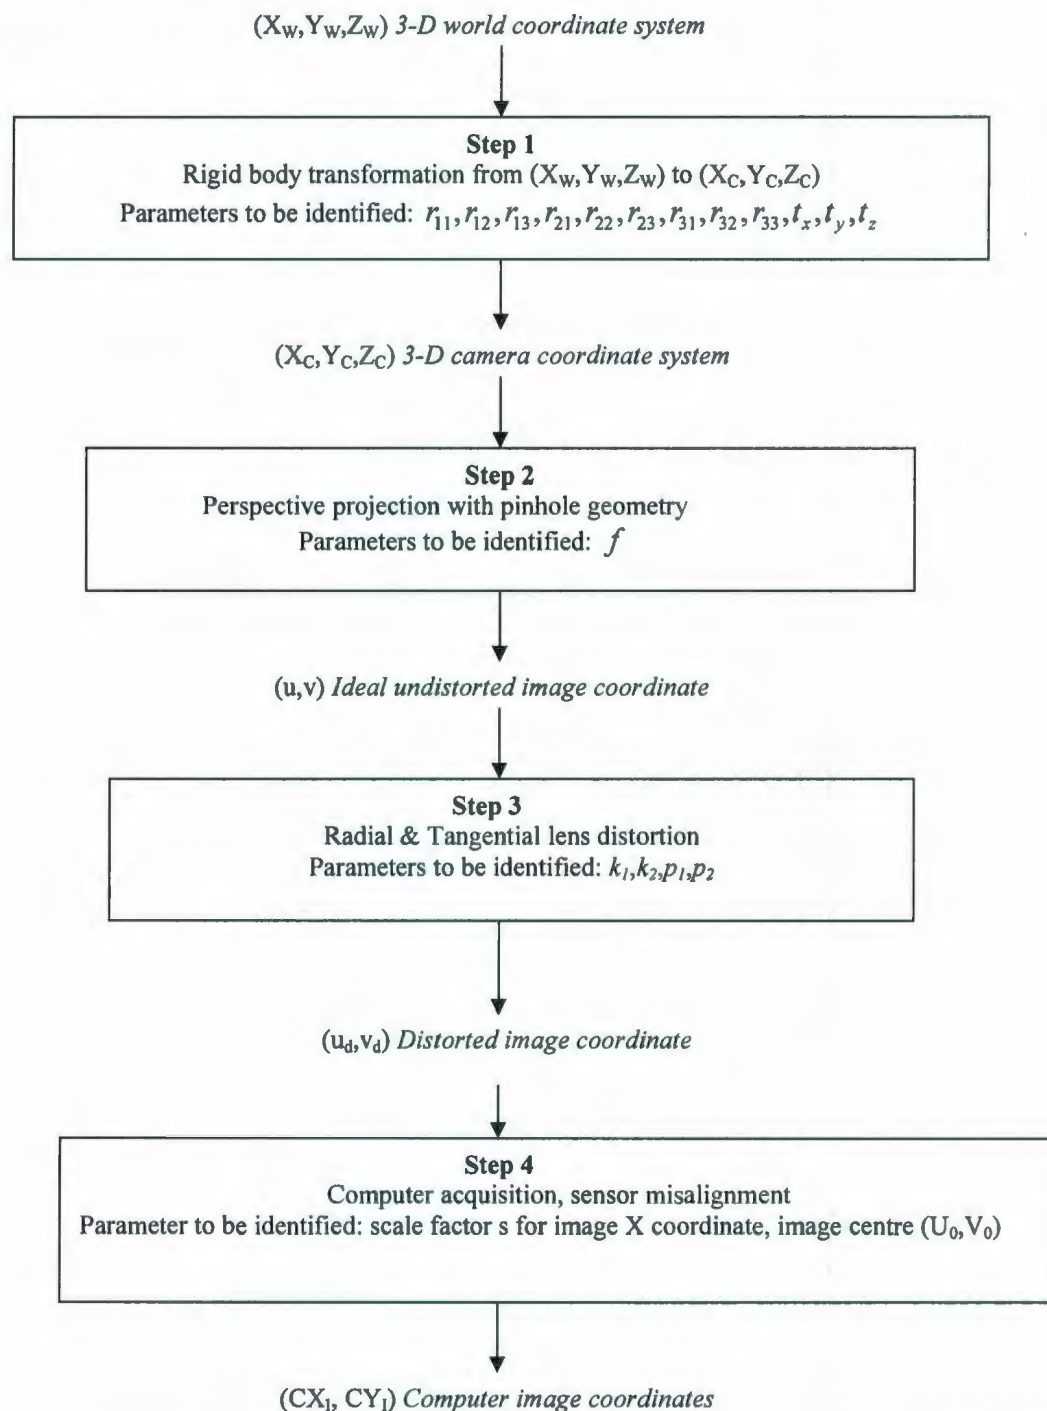 (X_W,Y_W,Z_W) 3-D world coordinate system
Step 1
Rigid body transformation from (X_W,Y_W,Z_W) to (X_C,Y_C,Z_C)
Parameters to be identified: r_11,r_12,r_13,r_21,r_22,r_23,r_31,r_32,r_33,t_x,t_y,t_z
(X_C,Y_C,Z_C) 3-D camera coordinate system
Step 2
Perspective projection with pinhole geometry
Parameters to be identified: f
(u,v) Ideal undistorted image coordinate
Step 3
Radial & Tangential lens distortion
Parameters to be identified: k_1,k_2,p_1,p_2
(u_d,v_d) Distorted image coordinate
Step 4
Computer acquisition, sensor misalignment
Parameter to be identified: scale factor s for image X coordinate, image centre (U_0,V_0)
(CX_I, CY_I) Computer image coordinates